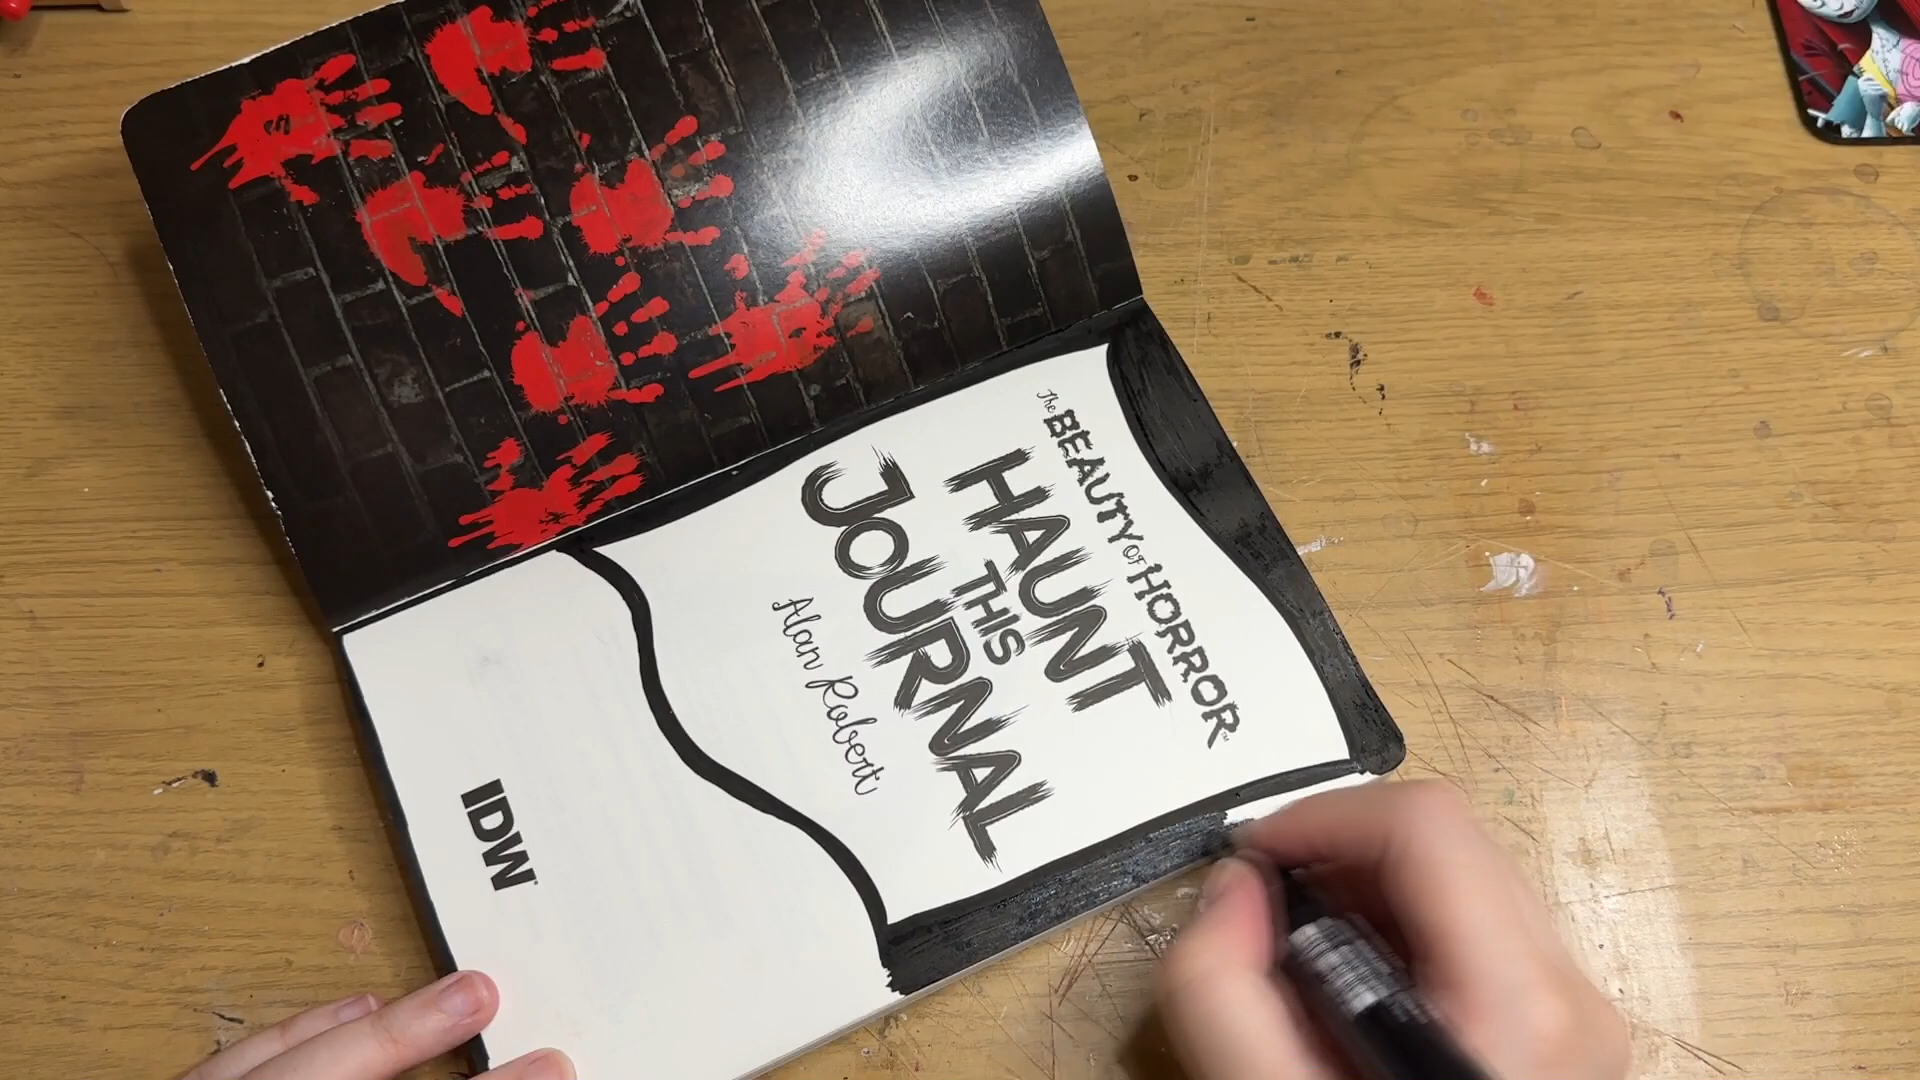 The
BEAUTY OF HORROR™
HAUNT
THIS
JOURNAL
Alan Robert
IDW